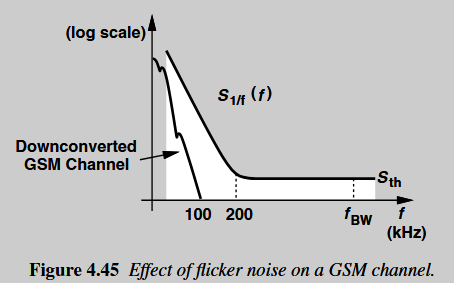 (log scale)
S1/f (f)
Downconverted
GSM Channel
Sth
100 200 fBW f
(kHz)
Figure 4.45 Effect of flicker noise on a GSM channel.